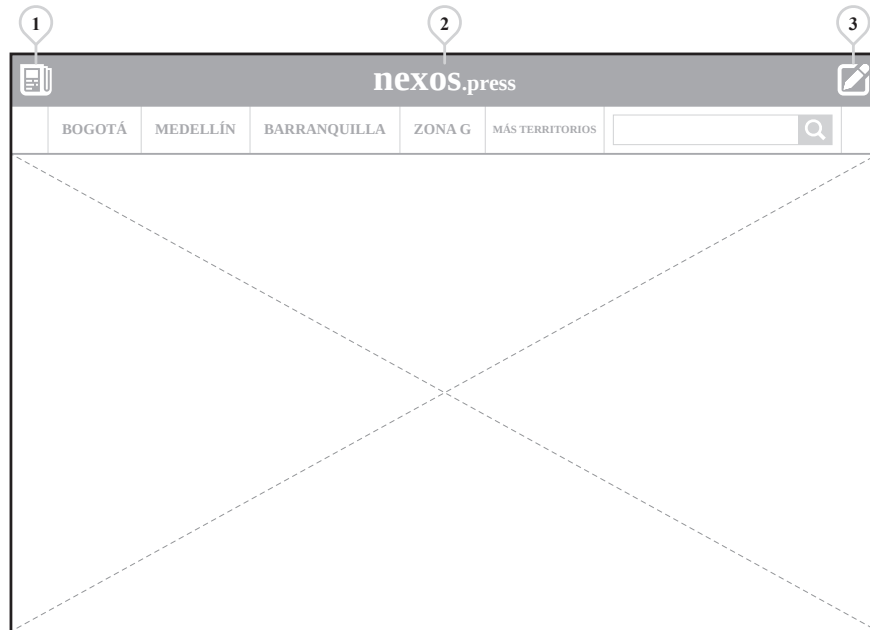 1 2 3
nexos.press
BOGOTÁ MEDELLÍN BARRANQUILLA ZONA G MÁS TERRITORIOS